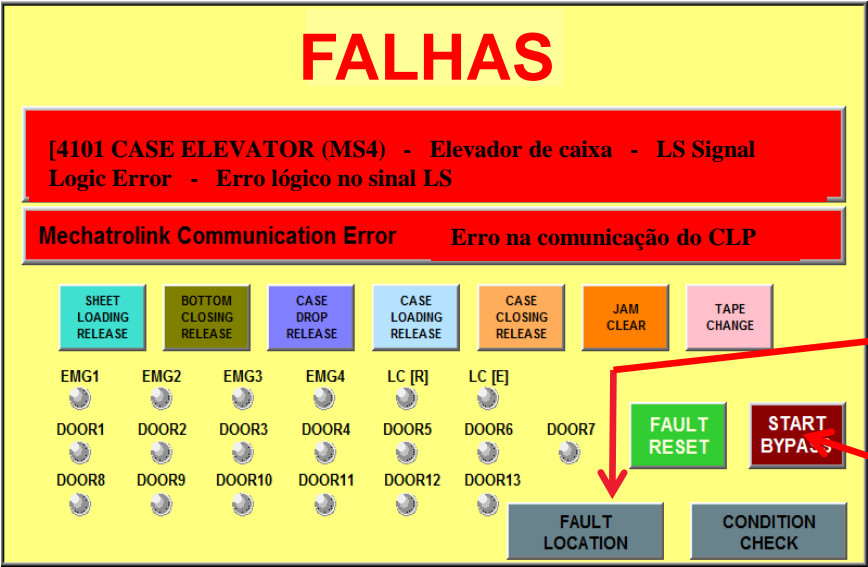 FALHAS
[4101 CASE ELEVATOR (MS4) - Elevador de caixa - LS Signal
Logic Error - Erro lógico no sinal LS
Mechatrolink Communication Error Erro na comunicação do CLP
SHEET
LOADING
RELEASE
BOTTOM
CLOSING
RELEASE
CASE
DROP
RELEASE
CASE
LOADING
RELEASE
CASE
CLOSING
RELEASE
JAM
CLEAR
TAPE
CHANGE
EMG1 EMG2 EMG3 EMG4 LC [R] LC [E]
DOOR1 DOOR2 DOOR3 DOOR4 DOOR5 DOOR6 DOOR7
DOOR8 DOOR9 DOOR10 DOOR11 DOOR12 DOOR13
FAULT
RESET
START
BYPASS
FAULT
LOCATION
CONDITION
CHECK